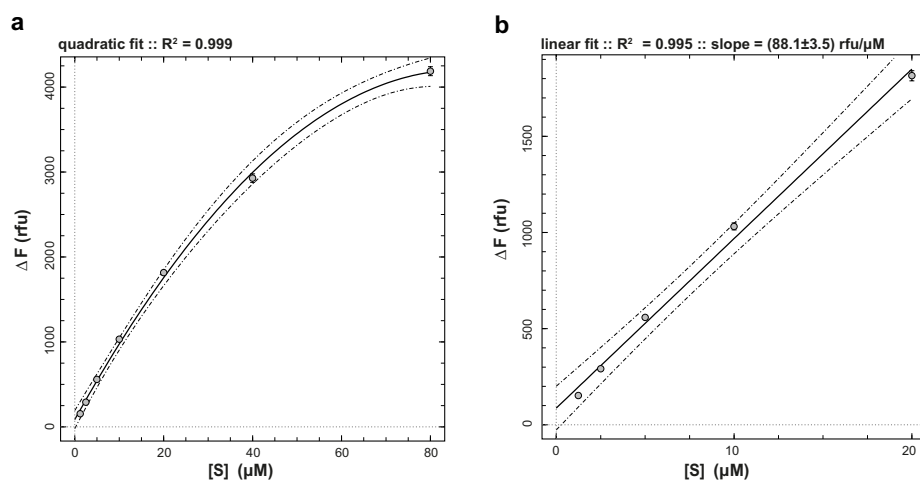 a
quadratic fit :: R² = 0.999
4000
3000
2000
1000
0
Δ F (rfu)
0 20 40 60 80
[S] (µM)
b
linear fit :: R² = 0.995 :: slope = (88.1±3.5) rfu/µM
1500
1000
500
0
Δ F (rfu)
0 10 20
[S] (µM)